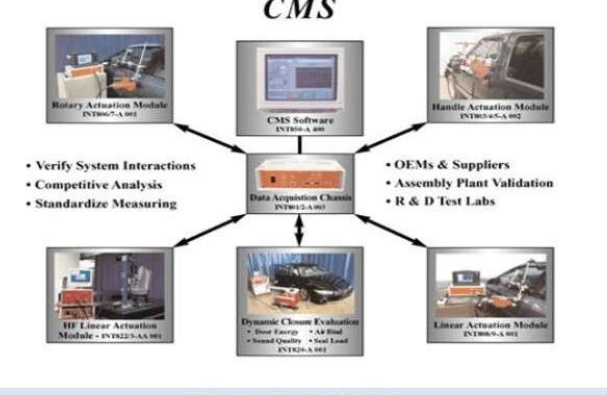 CMS
Rotary Actuation Module
INT806/7-A 001
CMS Software
INT850-A 400
Handle Actuation Module
INT803/4/5-A 002
• Verify System Interactions
• Competitive Analysis
• Standardize Measuring
Data Acquistion Chassis
INT801/2-A 003
• OEMs & Suppliers
• Assembly Plant Validation
• R & D Test Labs
HF Linear Actuation
Module - INT822/3-AA 001
Dynamic Closure Evaluation
• Door Energy • Air Bind
• Sound Quality • Seal Load
INT820-A 001
Linear Actuation Module
INT808/9-A 001